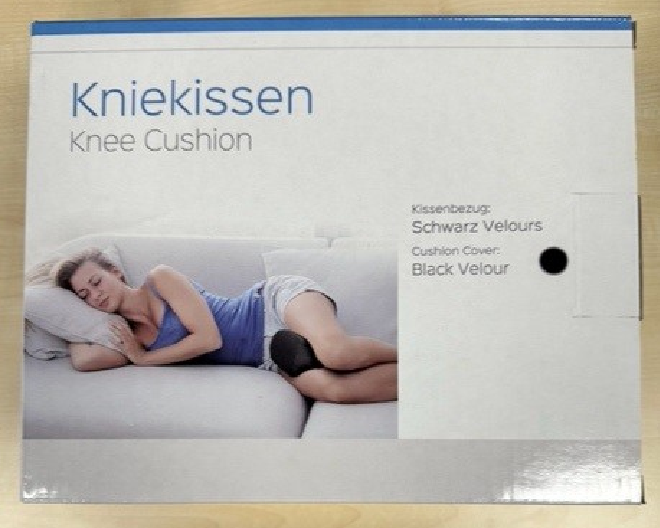 Kniekissen
Knee Cushion
Kissenbezug:
Schwarz Velours
Cushion Cover:
Black Velour